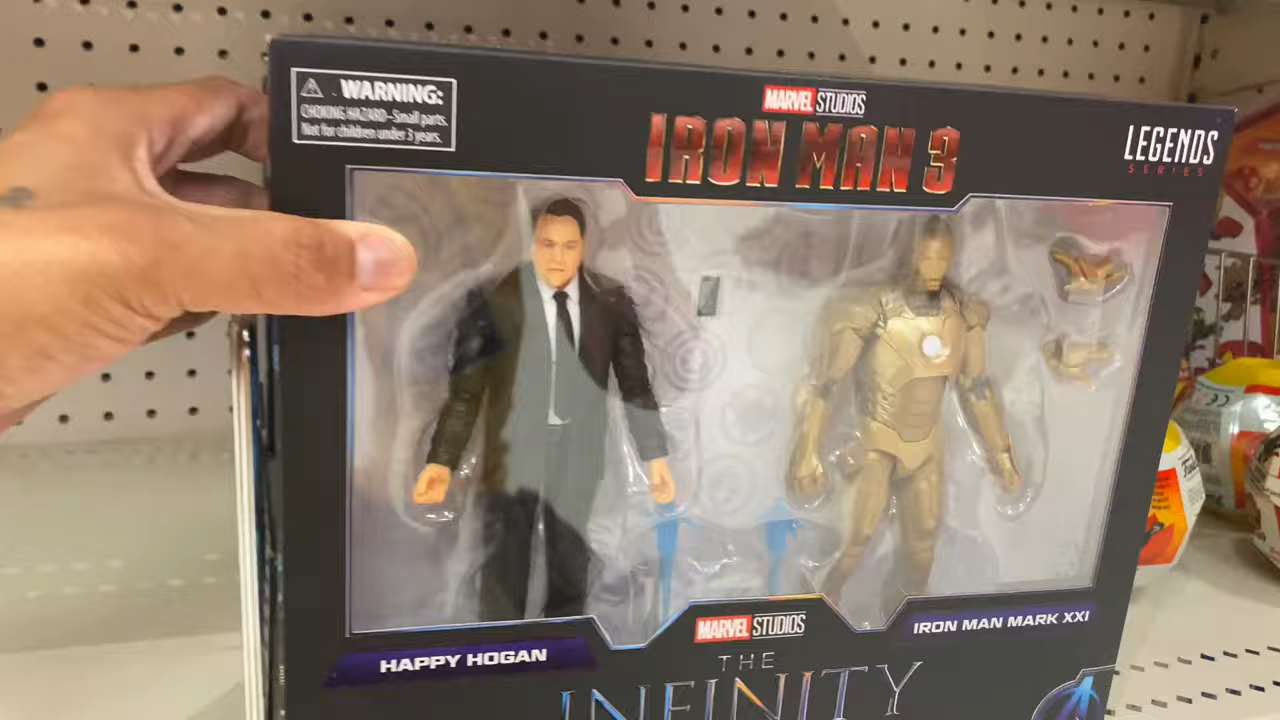 WARNING:
CHOKING HAZARD–Small parts.
Not for children under 3 years.
MARVEL STUDIOS
IRON MAN 3
LEGENDS
SERIES
HAPPY HOGAN
MARVEL STUDIOS
IRON MAN MARK XXI
THE
INFINITY